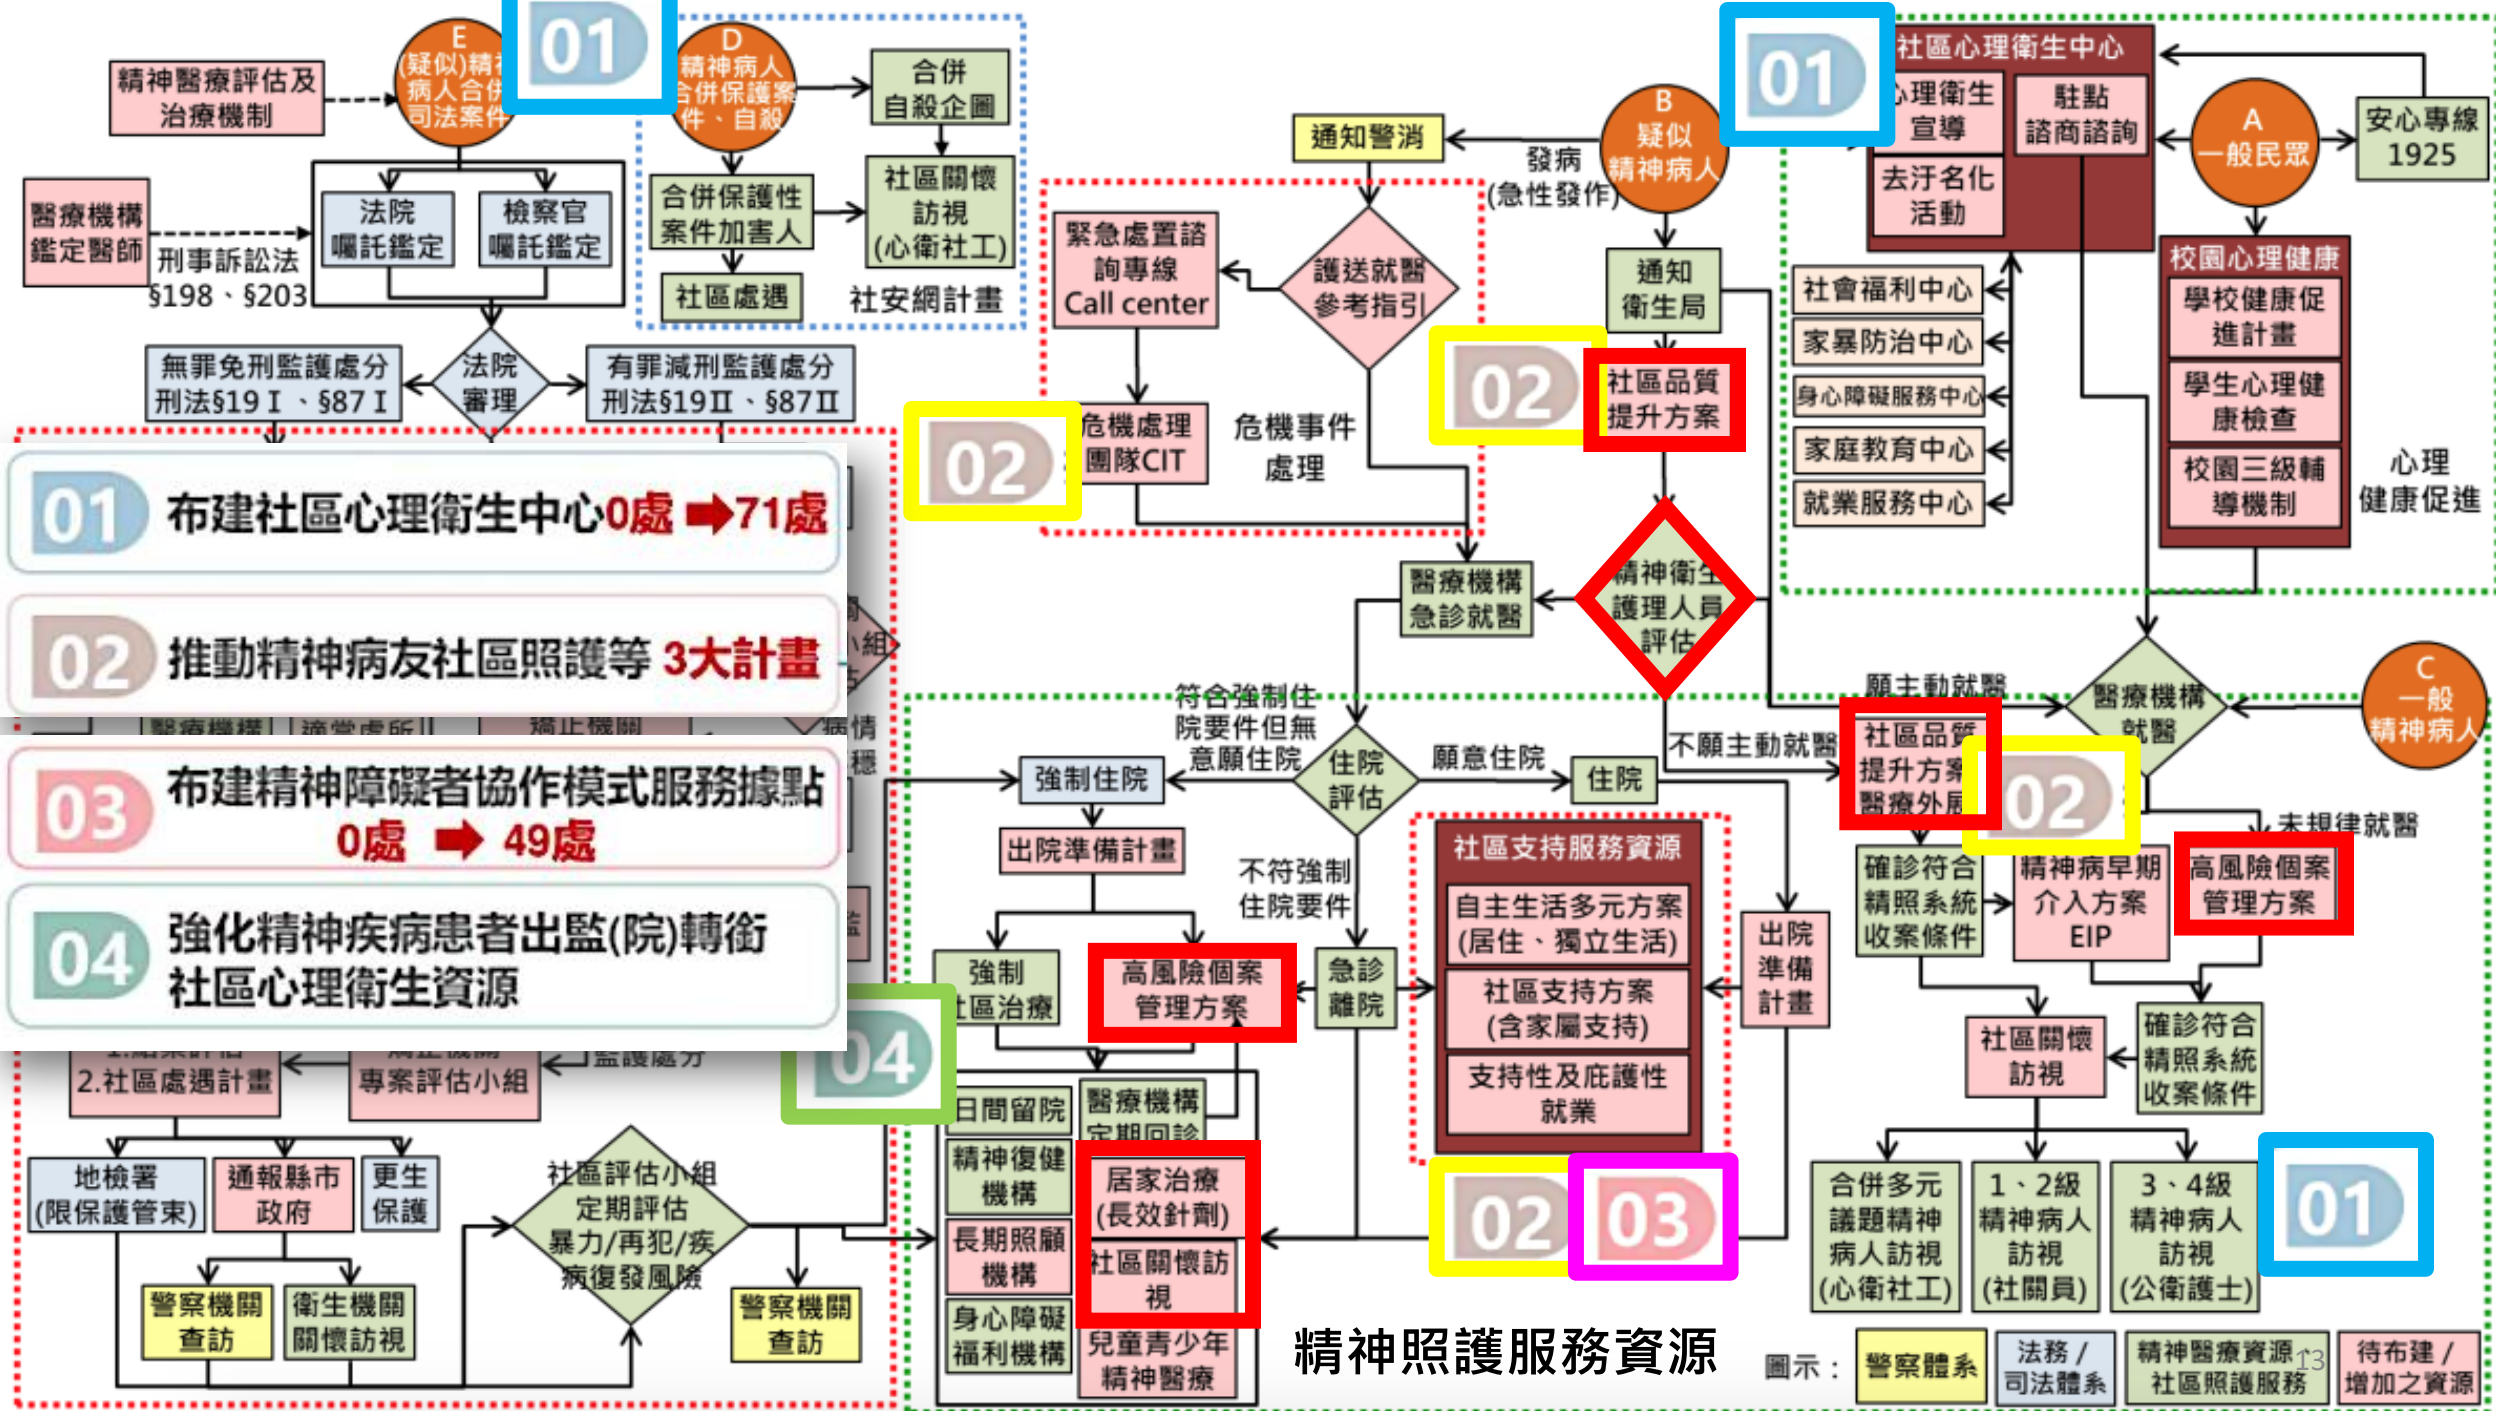 E
(疑似)精神
病人合併
司法案件
01
D
精神病人
合併保護案
件、自殺
合併
自殺企圖
精神醫療評估及
治療機制
醫療機構
鑑定醫師
刑事訴訟法
§198、§203
法院
囑託鑑定
檢察官
囑託鑑定
合併保護性
案件加害人
社區關懷
訪視
(心衛社工)
社區處遇
社安網計畫
無罪免刑監護處分
刑法§19Ⅰ、§87Ⅰ
法院
審理
有罪減刑監護處分
刑法§19Ⅱ、§87Ⅱ
通知警消
發病
(急性發作)
B
疑似
精神病人
緊急處置諮
詢專線
Call center
護送就醫
參考指引
通知
衛生局
02
危機處理
團隊CIT
危機事件
處理
02
社區品質
提升方案
01
社區心理衛生中心
心理衛生
宣導
駐點
諮商諮詢
去汙名化
活動
A
一般民眾
安心專線
1925
社會福利中心
家暴防治中心
身心障礙服務中心
家庭教育中心
就業服務中心
校園心理健康
學校健康促
進計畫
學生心理健
康檢查
校園三級輔
導機制
心理
健康促進
01
布建社區心理衛生中心0處➡71處
02
推動精神病友社區照護等 3大計畫
03
布建精神障礙者協作模式服務據點
0處 ➡ 49處
04
強化精神疾病患者出監(院)轉銜
社區心理衛生資源
小組
醫療機構
適當處所
矯正機關
病情
穩
監
醫療機構
急診就醫
精神衛生
護理人員
評估
願主動就醫
不願主動就醫
醫療機構
就醫
C
一般
精神病人
符合強制住
院要件但無
意願住院
強制住院
住院
評估
願意住院
住院
出院準備計畫
不符強制
住院要件
強制
社區治療
高風險個案
管理方案
急診
離院
社區支持服務資源
自主生活多元方案
(居住、獨立生活)
社區支持方案
(含家屬支持)
支持性及庇護性
就業
出院
準備
計畫
社區品質
提升方案
醫療外展
02
未規律就醫
確診符合
精照系統
收案條件
精神病早期
介入方案
EIP
高風險個案
管理方案
社區關懷
訪視
確診符合
精照系統
收案條件
合併多元
議題精神
病人訪視
(心衛社工)
1、2級
精神病人
訪視
(社關員)
3、4級
精神病人
訪視
(公衛護士)
01
04
2.社區處遇計畫
專案評估小組
監護處分
地檢署
(限保護管束)
通報縣市
政府
更生
保護
警察機關
查訪
衛生機關
關懷訪視
社區評估小組
定期評估
暴力/再犯/疾
病復發風險
警察機關
查訪
日間留院
精神復健
機構
長期照顧
機構
身心障礙
福利機構
醫療機構
定期回診
居家治療
(長效針劑)
社區關懷訪
視
兒童青少年
精神醫療
02
03
精神照護服務資源
圖示：
警察體系
法務/
司法體系
精神醫療資源、
社區照護服務
待布建/
增加之資源
13